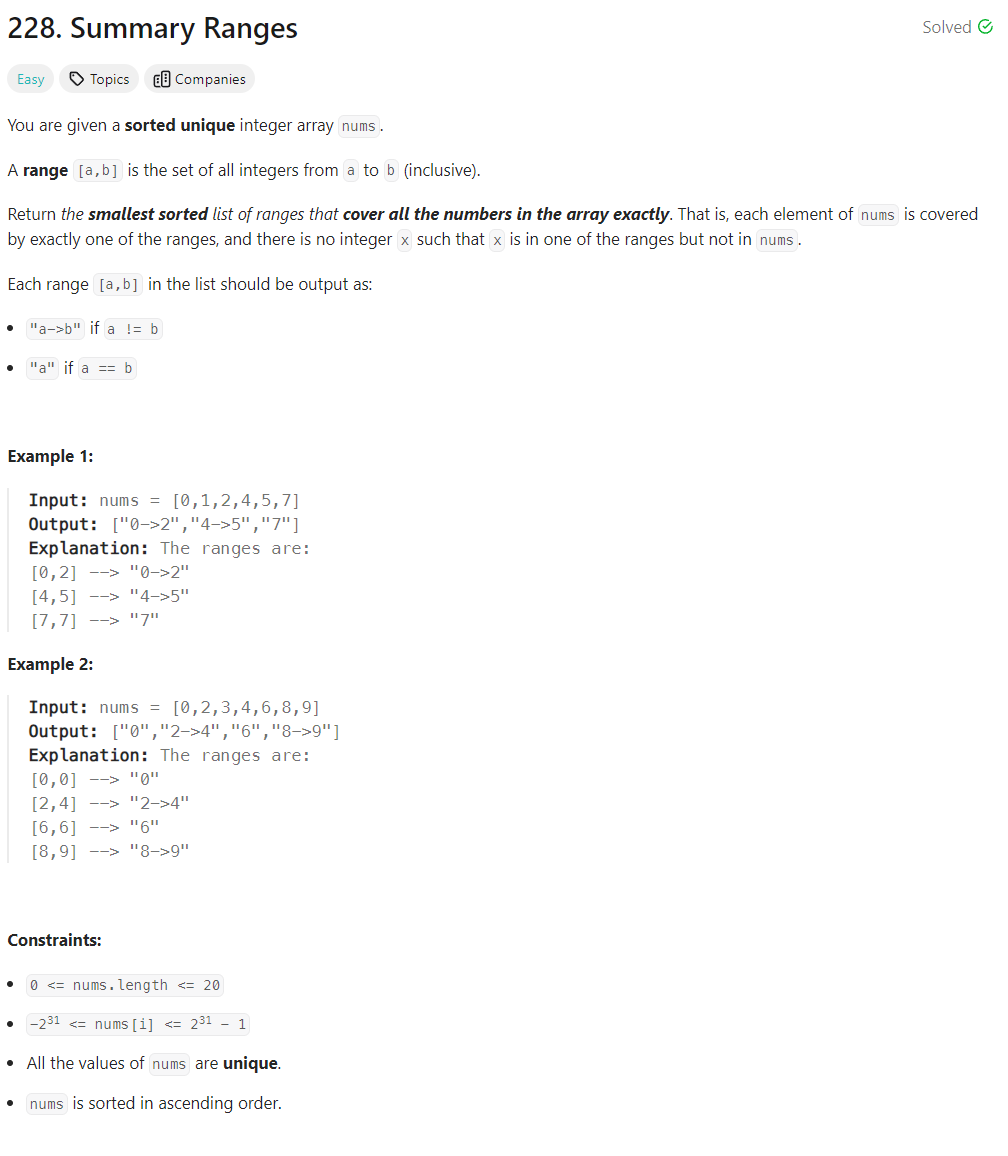 228. Summary Ranges
Solved
Easy
Topics
Companies
You are given a sorted unique integer array nums.
A range [a,b] is the set of all integers from a to b (inclusive).
Return the smallest sorted list of ranges that cover all the numbers in the array exactly. That is, each element of nums is covered
by exactly one of the ranges, and there is no integer x such that x is in one of the ranges but not in nums.
Each range [a,b] in the list should be output as:
• "a->b" if a != b
• "a" if a == b
Example 1:
Input: nums = [0,1,2,4,5,7]
Output: ["0->2","4->5","7"]
Explanation: The ranges are:
[0,2] --> "0->2"
[4,5] --> "4->5"
[7,7] --> "7"
Example 2:
Input: nums = [0,2,3,4,6,8,9]
Output: ["0","2->4","6","8->9"]
Explanation: The ranges are:
[0,0] --> "0"
[2,4] --> "2->4"
[6,6] --> "6"
[8,9] --> "8->9"
Constraints:
• 0 <= nums.length <= 20
• -2³¹ <= nums[i] <= 2³¹ - 1
• All the values of nums are unique.
• nums is sorted in ascending order.